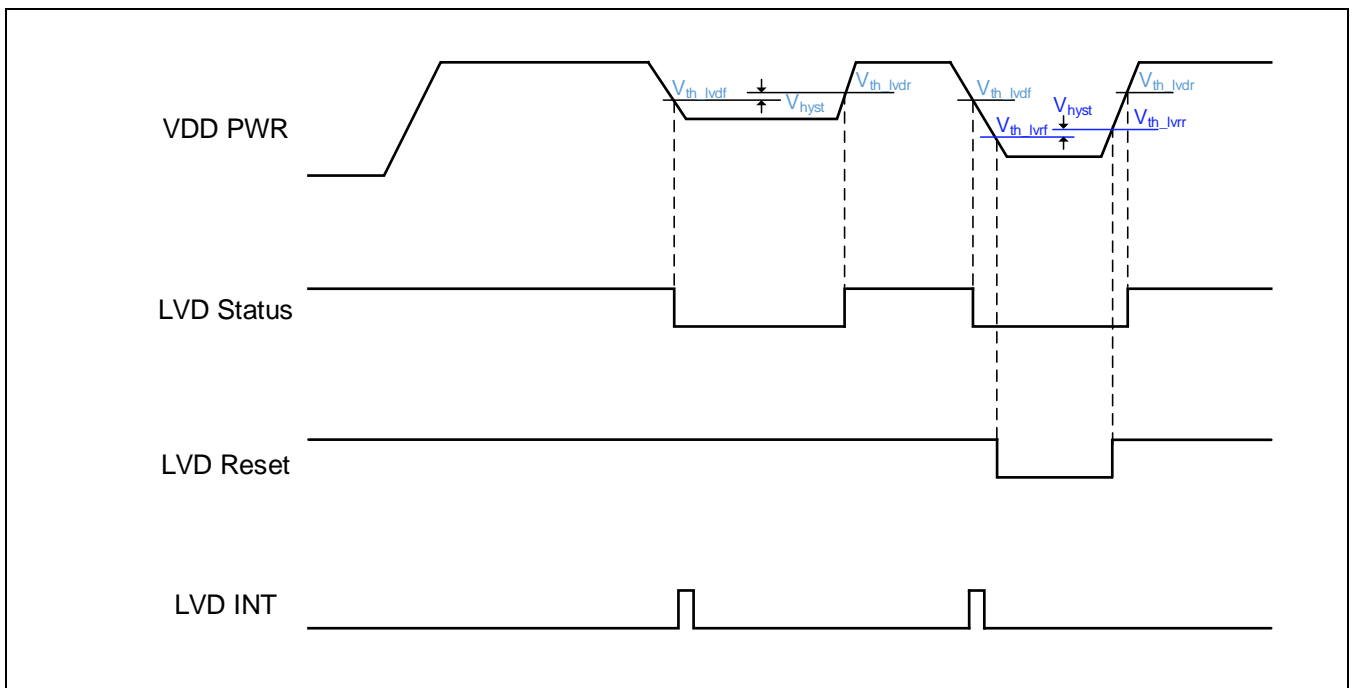 VDD PWR
V_th_lvdf
V_hyst
V_th_lvdr
V_th_lvdf
V_th_lvrf
V_hyst
V_th_lvdr
V_th_lvrr
LVD Status
LVD Reset
LVD INT